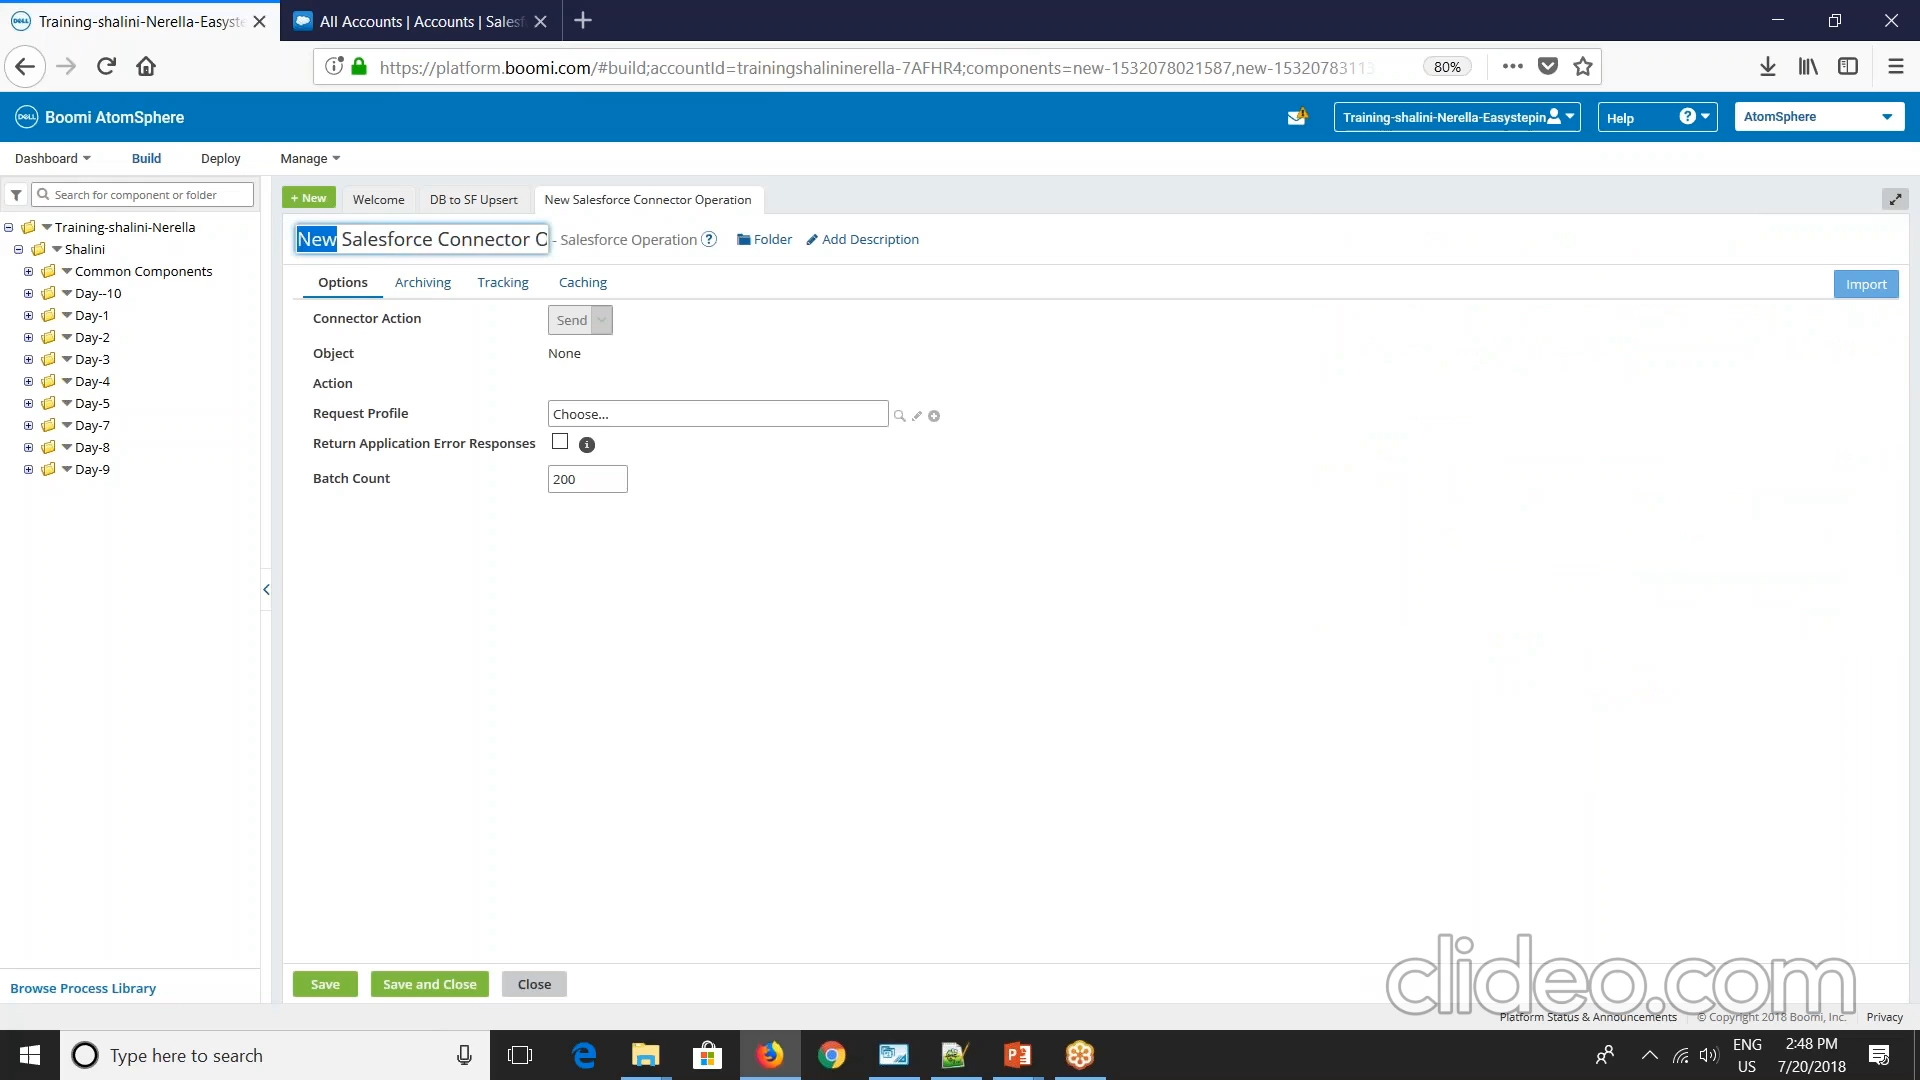 Training-shalini-Nerella-Easyste
All Accounts | Accounts | Salesf
https://platform.boomi.com/#build;accountId=trainingshalininerella-7AFHR4;components=new-1532078021587,new-15320783113
80%
DELL
Boomi AtomSphere
Training-shalini-Nerella-Easystepin
Help
AtomSphere
Dashboard
Build
Deploy
Manage
Search for component or folder
+ New
Welcome
DB to SF Upsert
New Salesforce Connector Operation
Training-shalini-Nerella
Shalini
Common Components
Day--10
Day-1
Day-2
Day-3
Day-4
Day-5
Day-7
Day-8
Day-9
New Salesforce Connector O
- Salesforce Operation
Folder
Add Description
Options
Archiving
Tracking
Caching
Import
Connector Action
Send
Object
None
Action
Request Profile
Choose...
Return Application Error Responses
Batch Count
200
Browse Process Library
Save
Save and Close
Close
clideo.com
Platform Status & Announcements
© Copyright 2018 Boomi, Inc.
Privacy
Type here to search
ENG
US
2:48 PM
7/20/2018